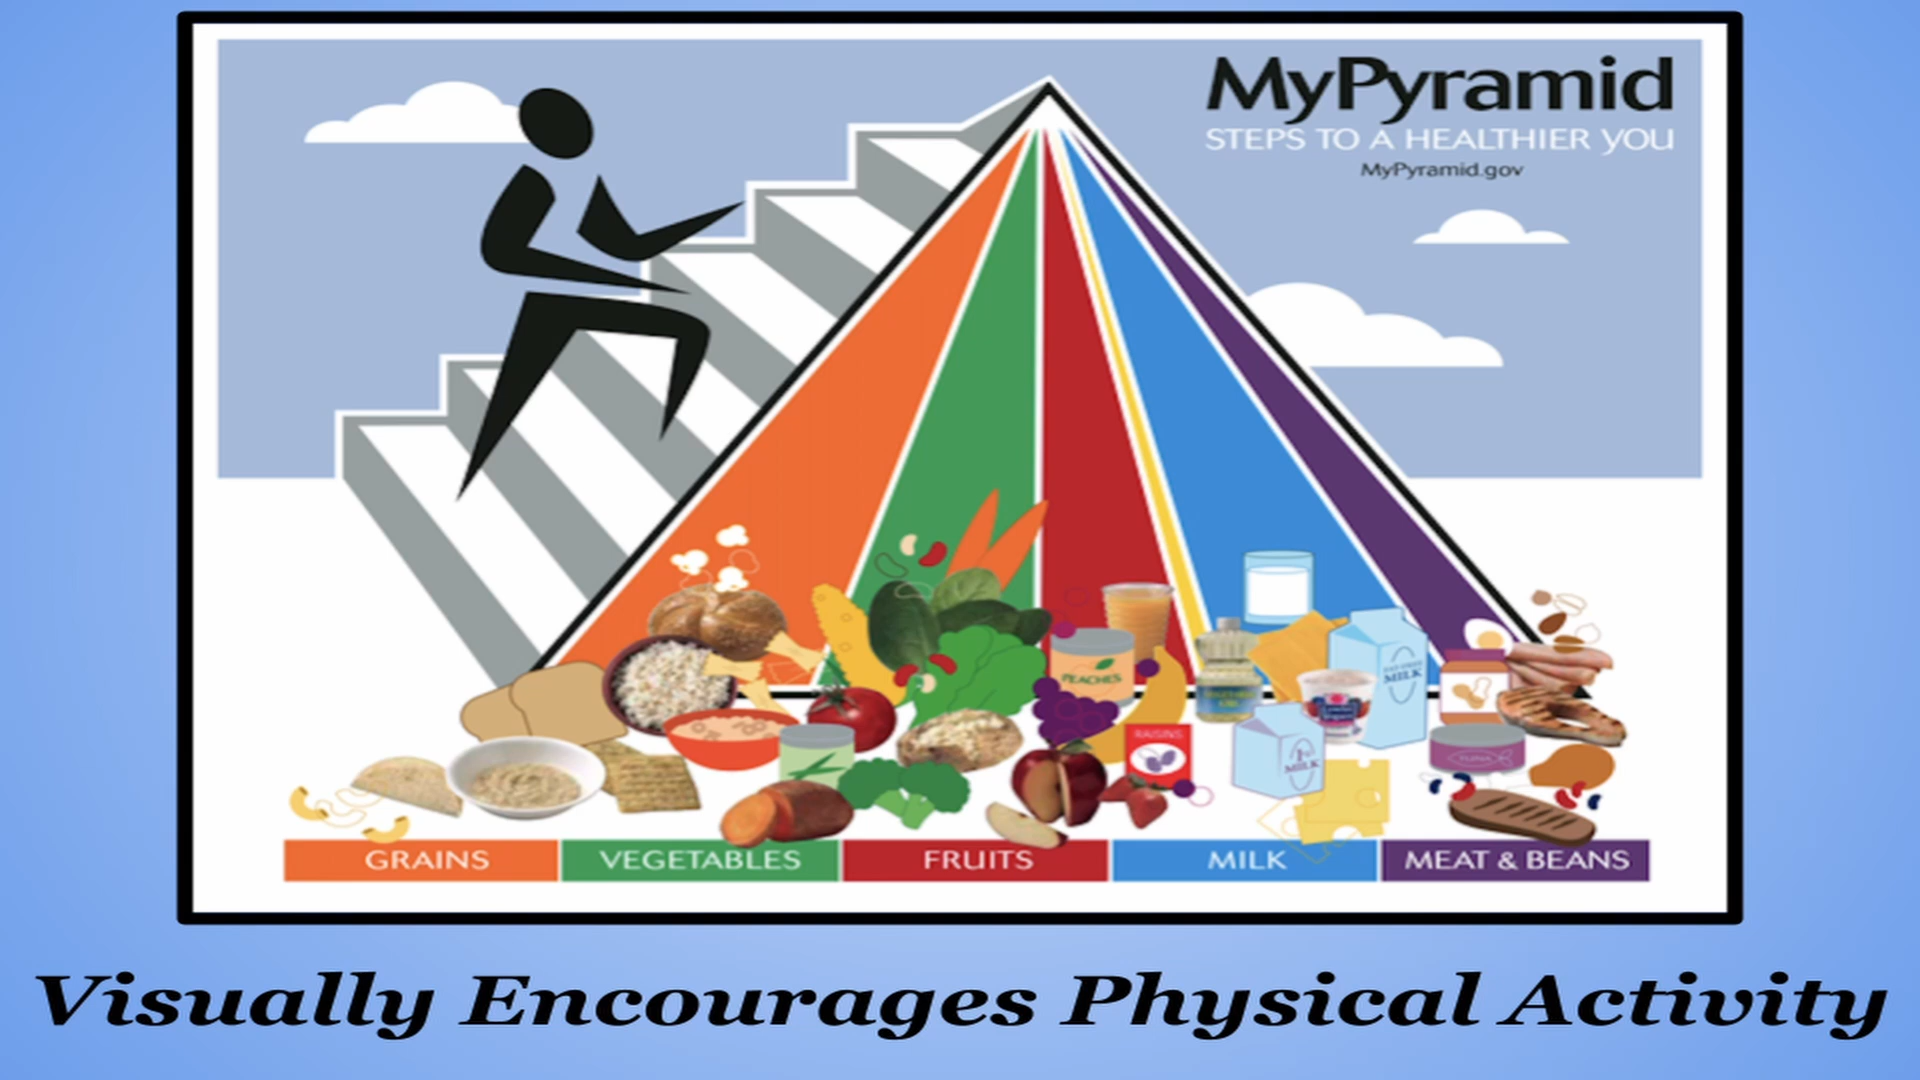 MyPyramid
STEPS TO A HEALTHIER YOU
MyPyramid.gov
PEACHES
MILK
RAISINS
MILK
TUNA
GRAINS
VEGETABLES
FRUITS
MILK
MEAT & BEANS
Visually Encourages Physical Activity